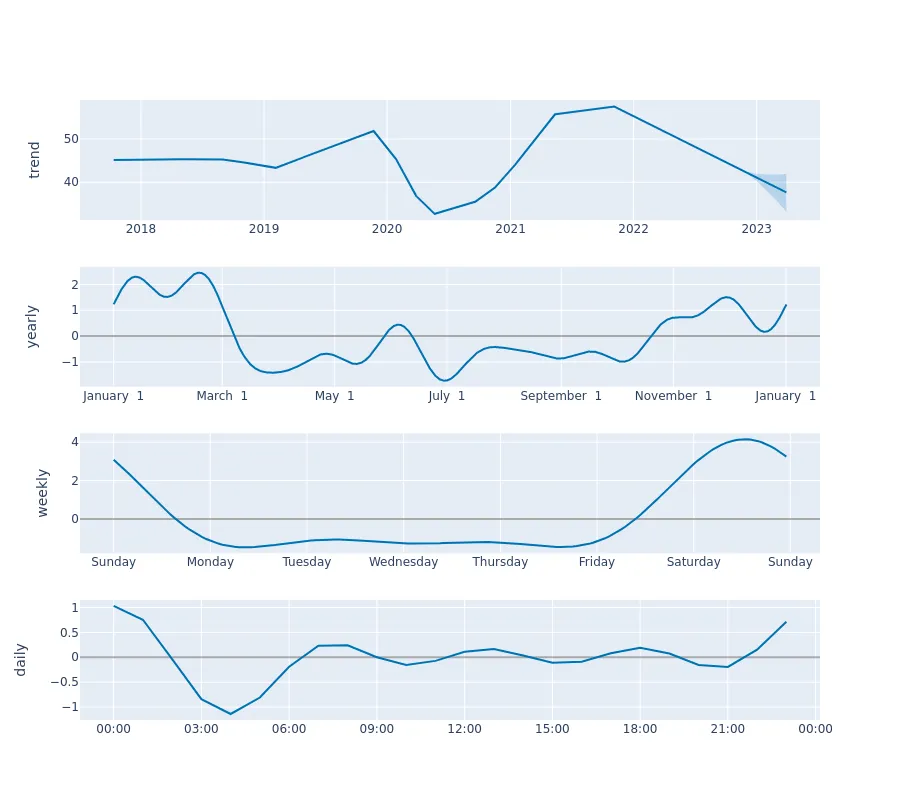 trend
50
40
2018 2019 2020 2021 2022 2023
yearly
2
1
0
−1
January 1 March 1 May 1 July 1 September 1 November 1 January 1
weekly
4
2
0
Sunday Monday Tuesday Wednesday Thursday Friday Saturday Sunday
daily
1
0.5
0
−0.5
−1
00:00 03:00 06:00 09:00 12:00 15:00 18:00 21:00 00:00